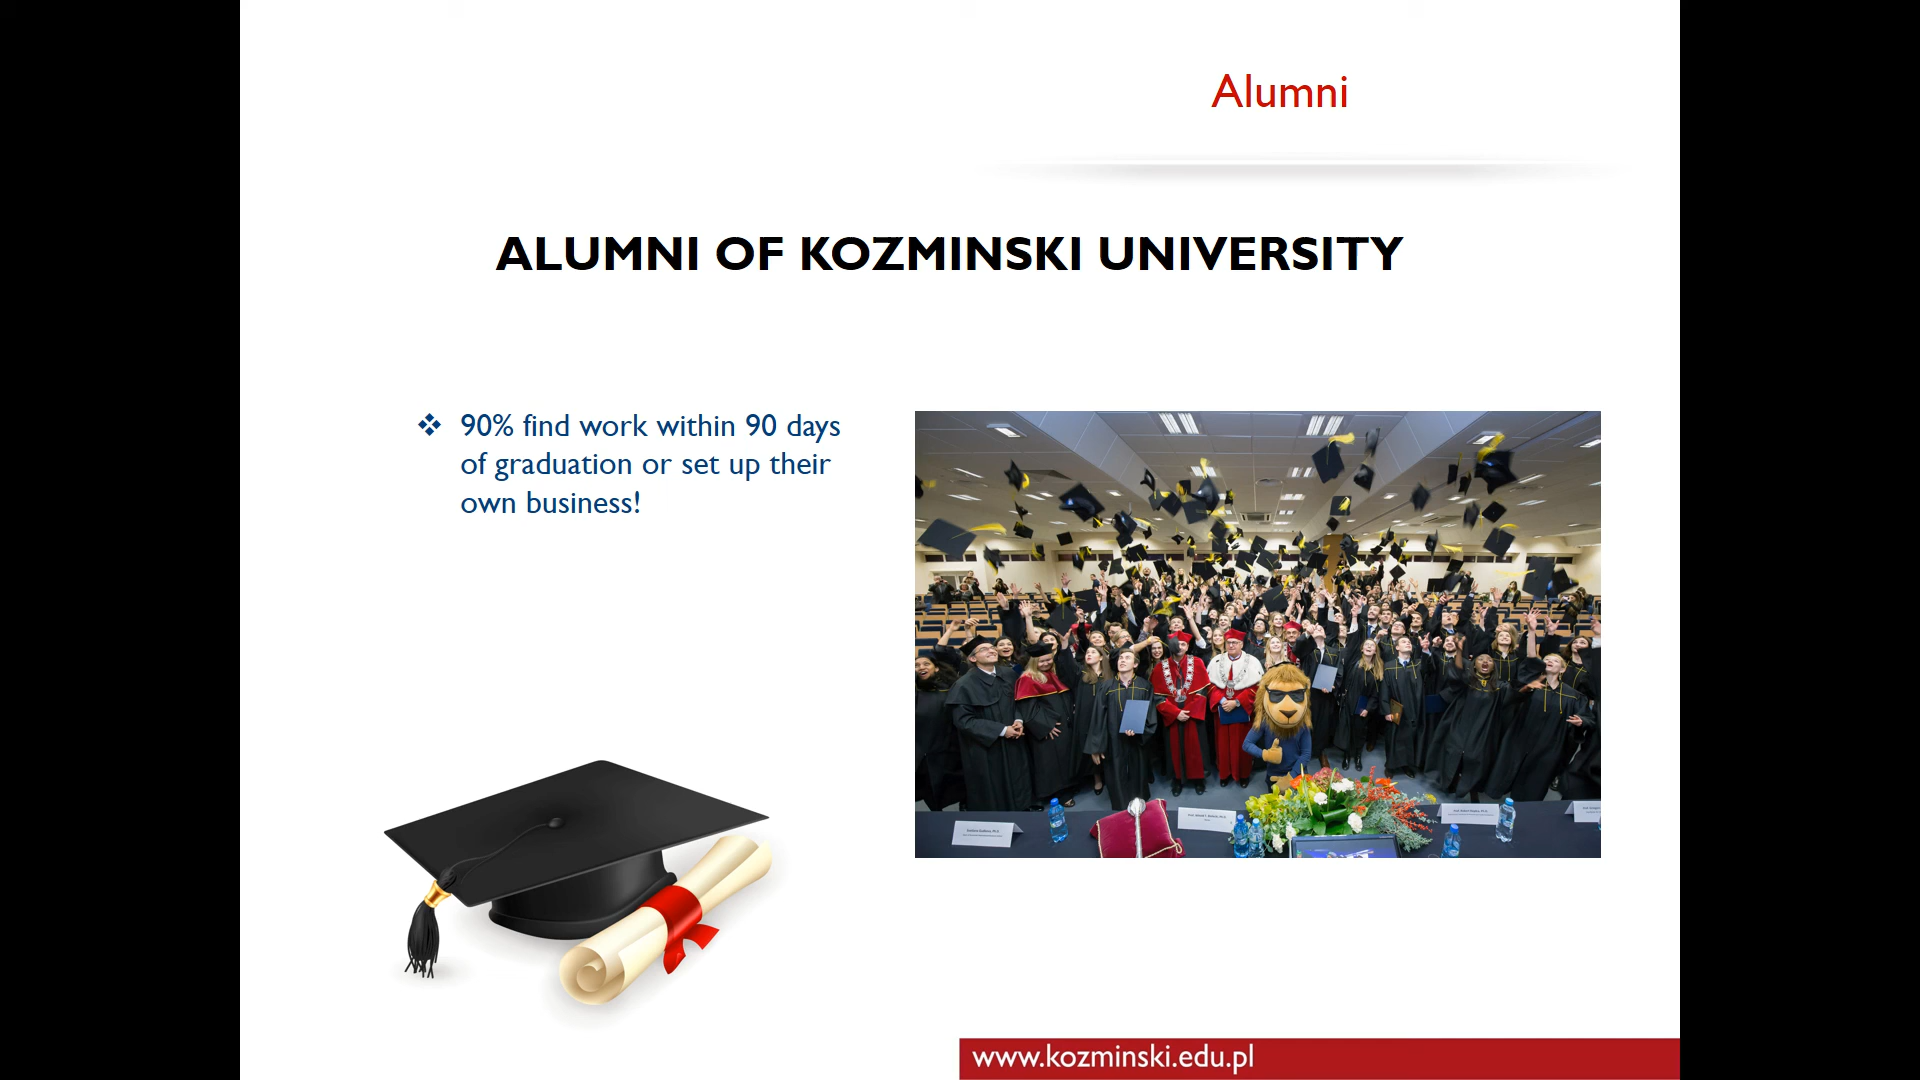 Alumni
ALUMNI OF KOZMINSKI UNIVERSITY
❖ 90% find work within 90 days
of graduation or set up their
own business!
www.kozminski.edu.pl